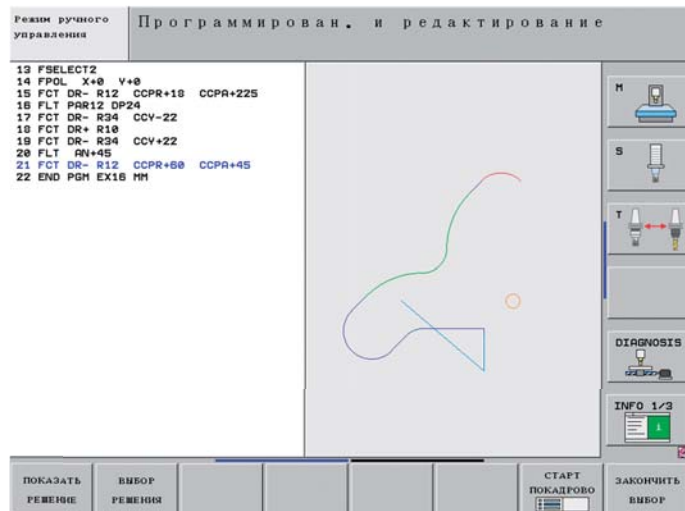 Режим ручного
управления
Программирован. и редактирование
13 FSELECT2
14 FPOL X+0 Y+0
15 FCT DR- R12 CCPR+18 CCPA+225
16 FLT PAR12 DP24
17 FCT DR- R34 CCY-22
18 FCT DR+ R10
19 FCT DR- R34 CCY+22
20 FLT AN+45
21 FCT DR- R12 CCPR+60 CCPA+45
22 END PGM EX16 MM
M
S
T
DIAGNOSIS
INFO 1/3
i
ПОКАЗАТЬ
РЕШЕНИЕ
ВЫБОР
РЕШЕНИЯ
СТАРТ
ПОКАДРОВО
ЗАКОНЧИТЬ
ВЫБОР